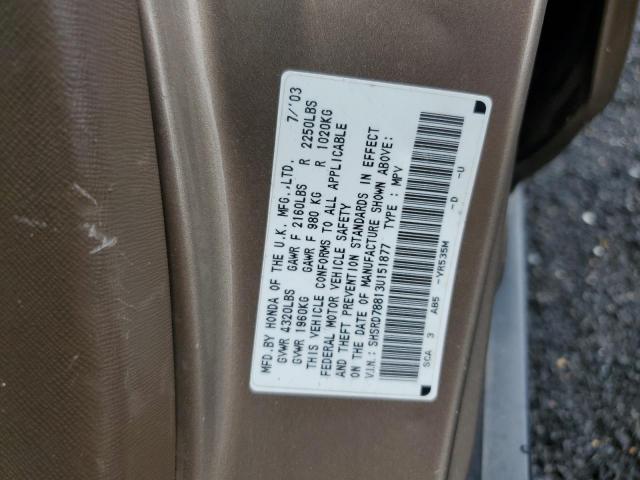 MFD.BY HONDA OF THE U.K. MFG.,LTD. 7/'03
GVWR 4320LBS GAWR F 2160LBS R 2250LBS
GVWR 1960KG GAWR F 980 KG R 1020KG
THIS VEHICLE CONFORMS TO ALL APPLICABLE
FEDERAL MOTOR VEHICLE SAFETY
AND THEFT PREVENTION STANDARDS IN EFFECT
ON THE DATE OF MANUFACTURE SHOWN ABOVE:
V.I.N.: SHSRD78813U151877 TYPE : MPV
SCA 3 AB5 -YR535M -D -U